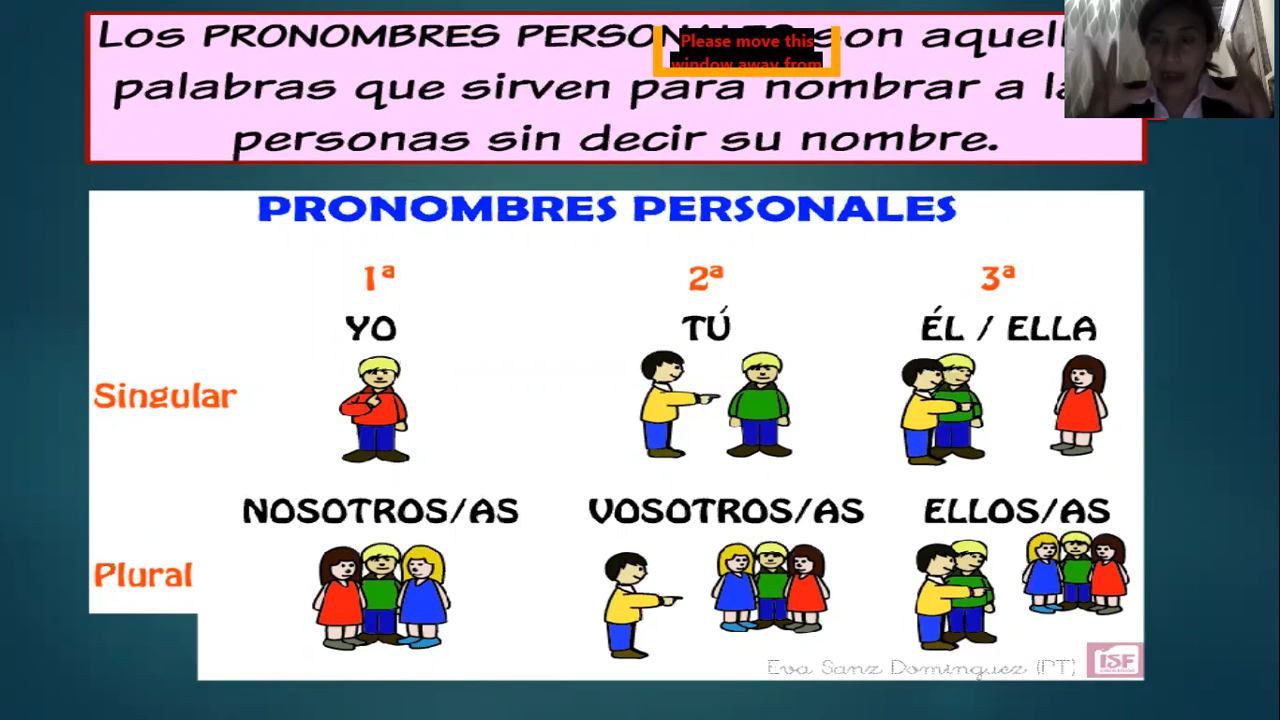 Los PRONOMBRES son aquell
palabras que sirven para nombrar a
personas sin decir su nombre.
Please move this
window away from
PRONOMBRES PERSONALES
1ª 2ª 3ª
YO TÚ ÉL / ELLA
Singular
NOSOTROS/AS VOSOTROS/AS ELLOS/AS
Plural
Eva Sanz Dominguez (PT) ISF